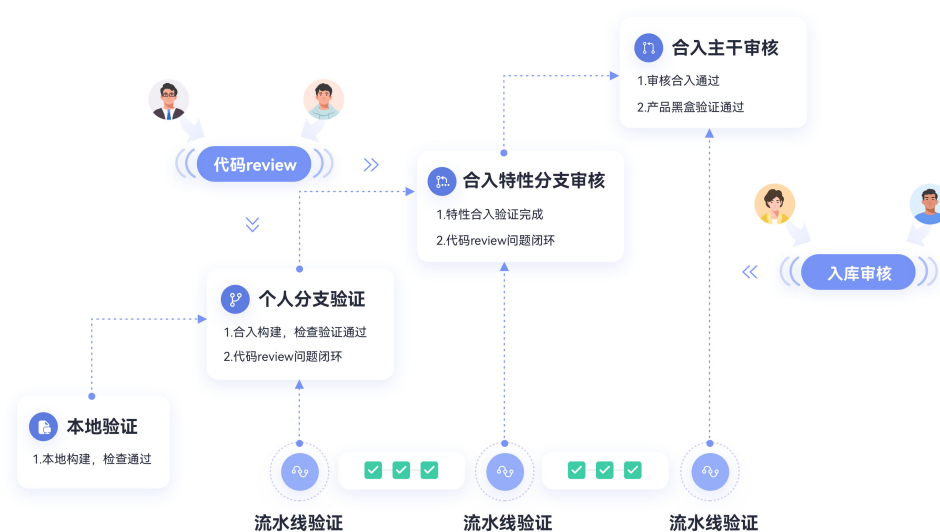 合入主干审核
1.审核合入通过
2.产品黑盒验证通过
代码review
合入特性分支审核
1.特性合入验证完成
2.代码review问题闭环
入库审核
个人分支验证
1.合入构建，检查验证通过
2.代码review问题闭环
本地验证
1.本地构建，检查通过
流水线验证
流水线验证
流水线验证